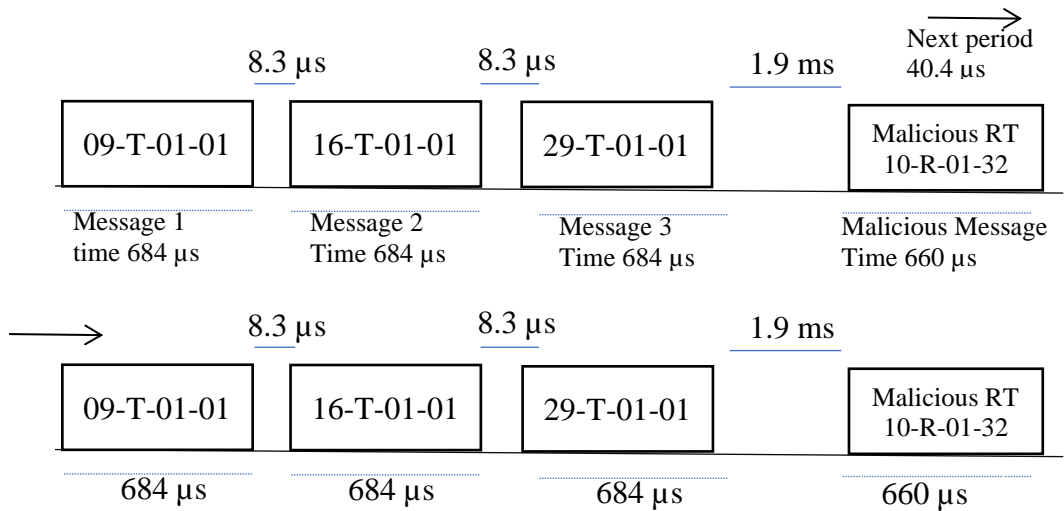 Next period
40.4 µs
8.3 µs
8.3 µs
1.9 ms
09-T-01-01
16-T-01-01
29-T-01-01
Malicious RT
10-R-01-32
Message 1
time 684 µs
Message 2
Time 684 µs
Message 3
Time 684 µs
Malicious Message
Time 660 µs
8.3 µs
8.3 µs
1.9 ms
09-T-01-01
16-T-01-01
29-T-01-01
Malicious RT
10-R-01-32
684 µs
684 µs
684 µs
660 µs